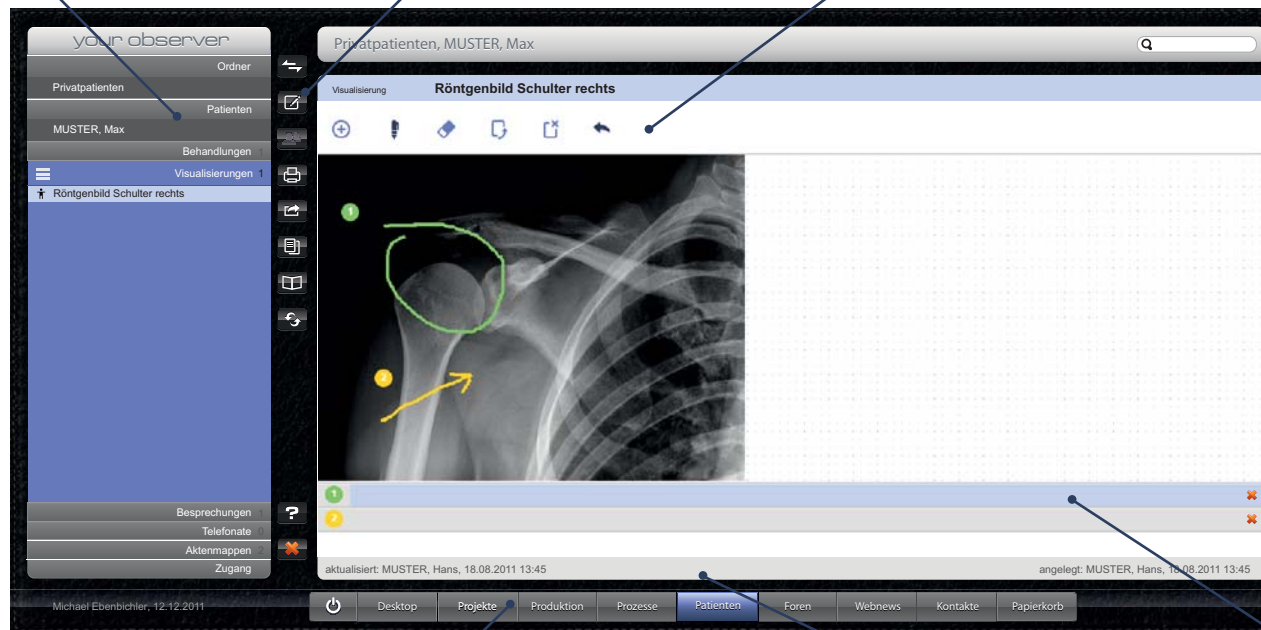 your observer
Ordner
Privatpatienten
Patienten
MUSTER, Max
Behandlungen 1
Visualisierungen 1
Röntgenbild Schulter rechts
Besprechungen 1
Telefonate 0
Aktenmappen 2
Zugang
Michael Ebenbichler, 12.12.2011
?
Privatpatienten, MUSTER, Max
Visualisierung Röntgenbild Schulter rechts
1
2
1
2
aktualisiert: MUSTER, Hans, 18.08.2011 13:45 angelegt: MUSTER, Hans, 18.08.2011 13:45
Desktop Projekte Produktion Prozesse Patienten Foren Webnews Kontakte Papierkorb